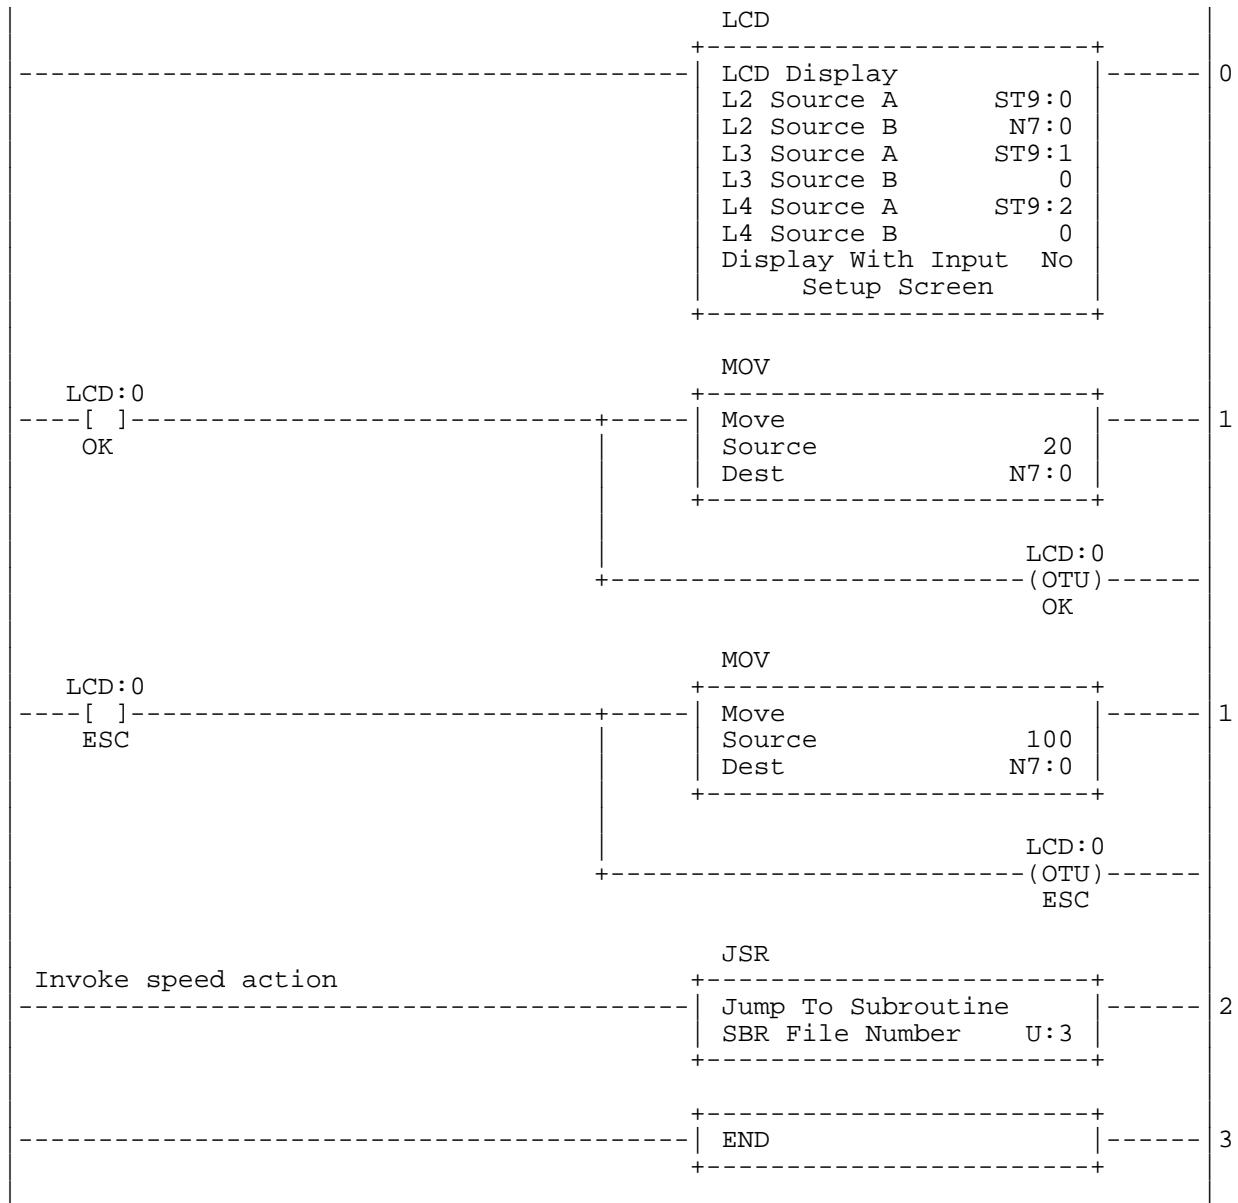 LCD
LCD Display 0
L2 Source A ST9:0
L2 Source B N7:0
L3 Source A ST9:1
L3 Source B 0
L4 Source A ST9:2
L4 Source B 0
Display With Input No
Setup Screen
MOV
LCD:0
[ ] Move 1
OK Source 20
Dest N7:0
LCD:0
(OTU)
OK
MOV
LCD:0
[ ] Move 1
ESC Source 100
Dest N7:0
LCD:0
(OTU)
ESC
JSR
Invoke speed action
Jump To Subroutine 2
SBR File Number U:3
END 3